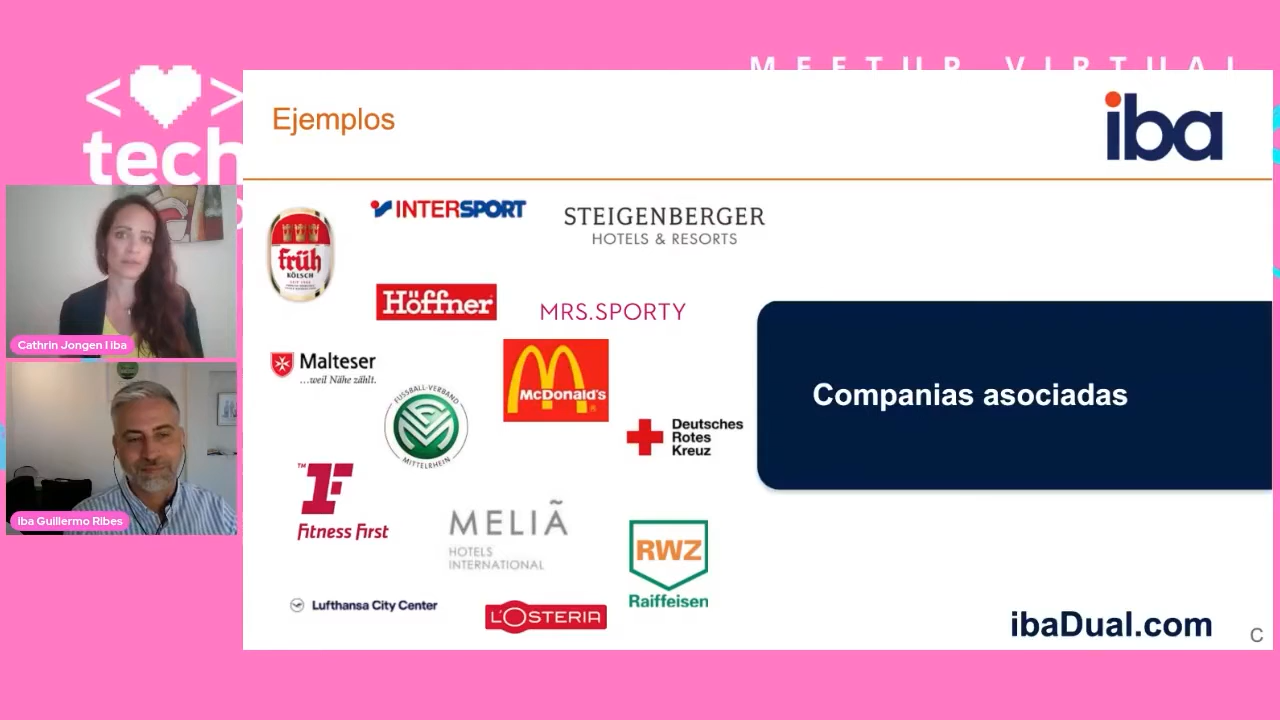 MEETUP VIRTUAL
< >
tech
Ejemplos
iba
früh
KÖLSCH
INTERSPORT
STEIGENBERGER
HOTELS & RESORTS
Höffner
MRS.SPORTY
Malteser
...weil Nähe zählt.
FUSSBALL-VERBAND
MITTELRHEIN
McDonald's
Deutsches
Rotes
Kreuz
Companias asociadas
TM
Fitness First
MELIÃ
HOTELS
INTERNATIONAL
RWZ
Raiffeisen
Lufthansa City Center
L'OSTERIA
ibaDual.com
C
Cathrin Jongen I iba
iba Guillermo Ribes